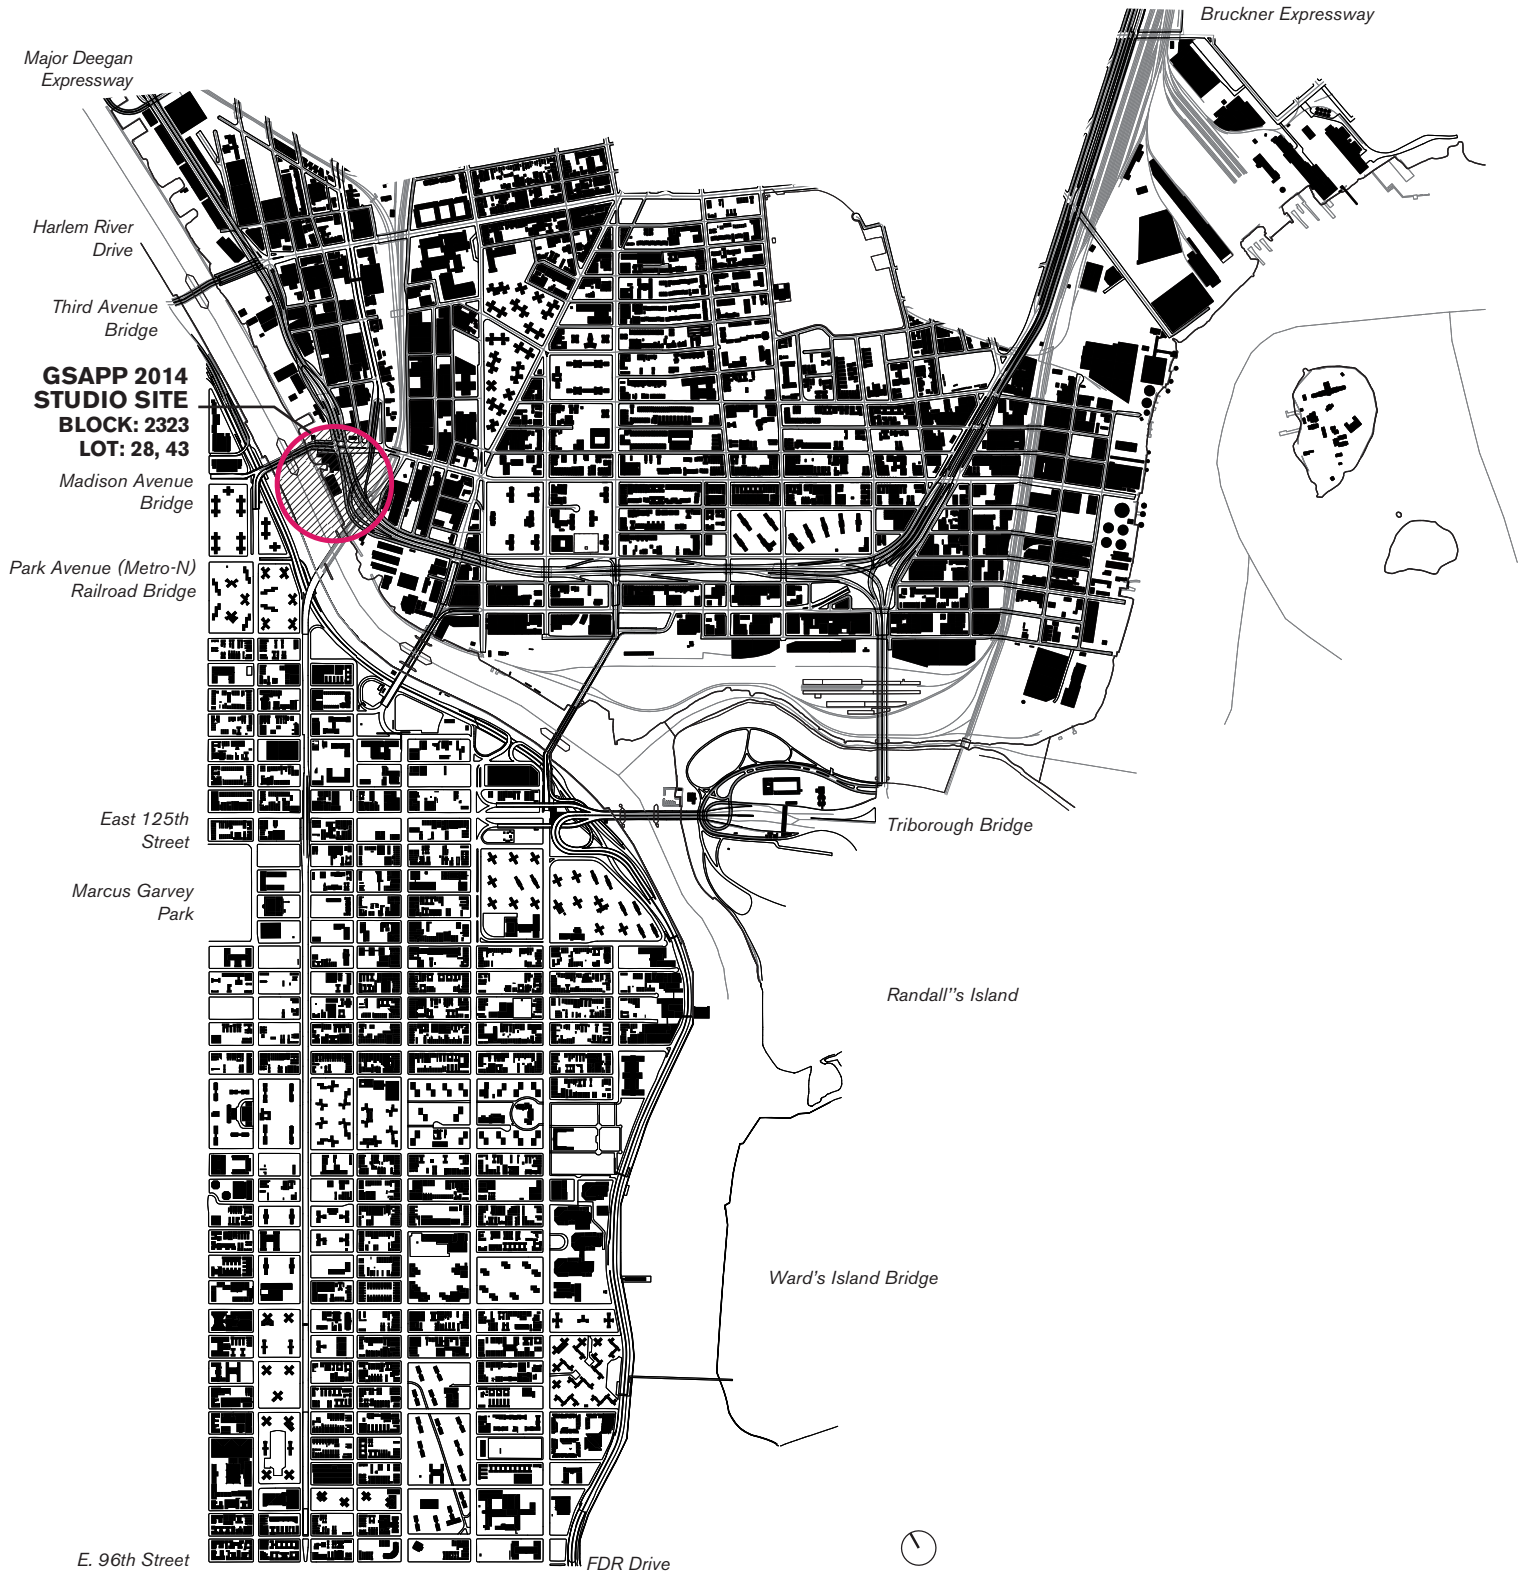 Bruckner Expressway
Major Deegan
Expressway
Harlem River
Drive
Third Avenue
Bridge
GSAPP 2014
STUDIO SITE
BLOCK: 2323
LOT: 28, 43
Madison Avenue
Bridge
Park Avenue (Metro-N)
Railroad Bridge
East 125th
Street
Triborough Bridge
Marcus Garvey
Park
Randall"s Island
Ward's Island Bridge
E. 96th Street
FDR Drive